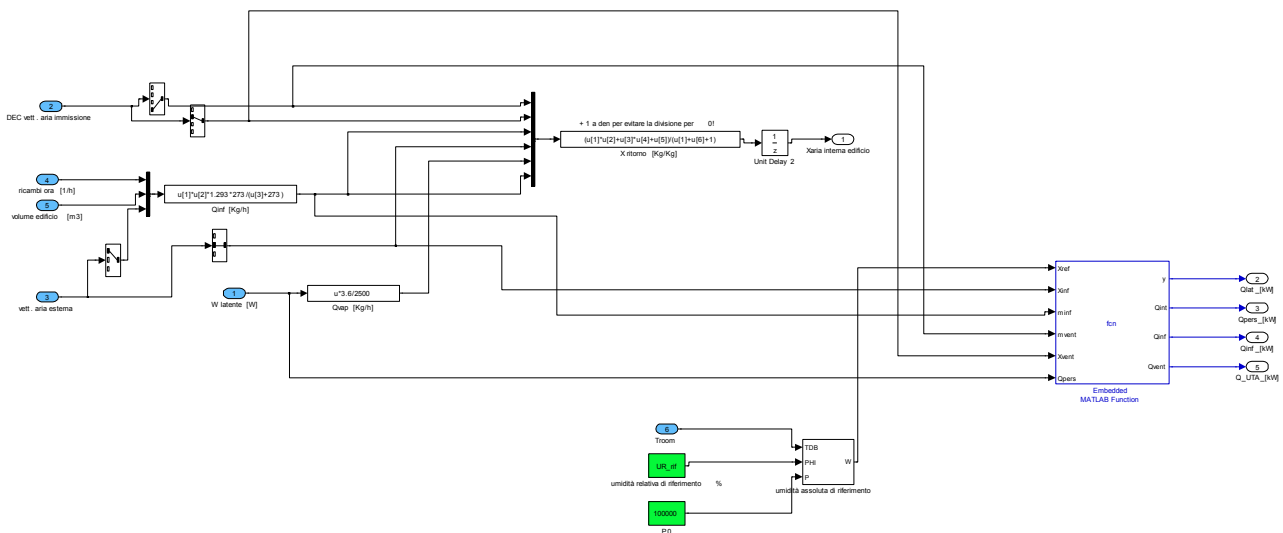 2
DEC vett . aria immissione
4
ricambi ora [1/h]
5
volume edificio [m3]
3
vett . aria esterna
u[1]*u[2]*1.293 *273 /(u[3]+273 )
Qinf [Kg/h]
1
W latente [W]
u*3.6/2500
Qvap [Kg/h]
+ 1 a den per evitare la divisione per 0!
(u[1]*u[2]+u[3]*u[4]+u[5])/(u[1]+u[6]+1)
X ritorno [Kg/Kg]
1
z
Unit Delay 2
1
Xaria interna edificio
6
Troom
UR_rif
umidità relativa di riferimento %
100000
P0
TDB
PHI
P
W
umidità assoluta di riferimento
Xref
Xinf
minf
mvent
Xvent
Qpers
fcn
y
Qint
Qinf
Qvent
Embedded
MATLAB Function
2
Qlat _[kW]
3
Qpers _[kW]
4
Qinf _[kW]
5
Q_UTA _[kW]